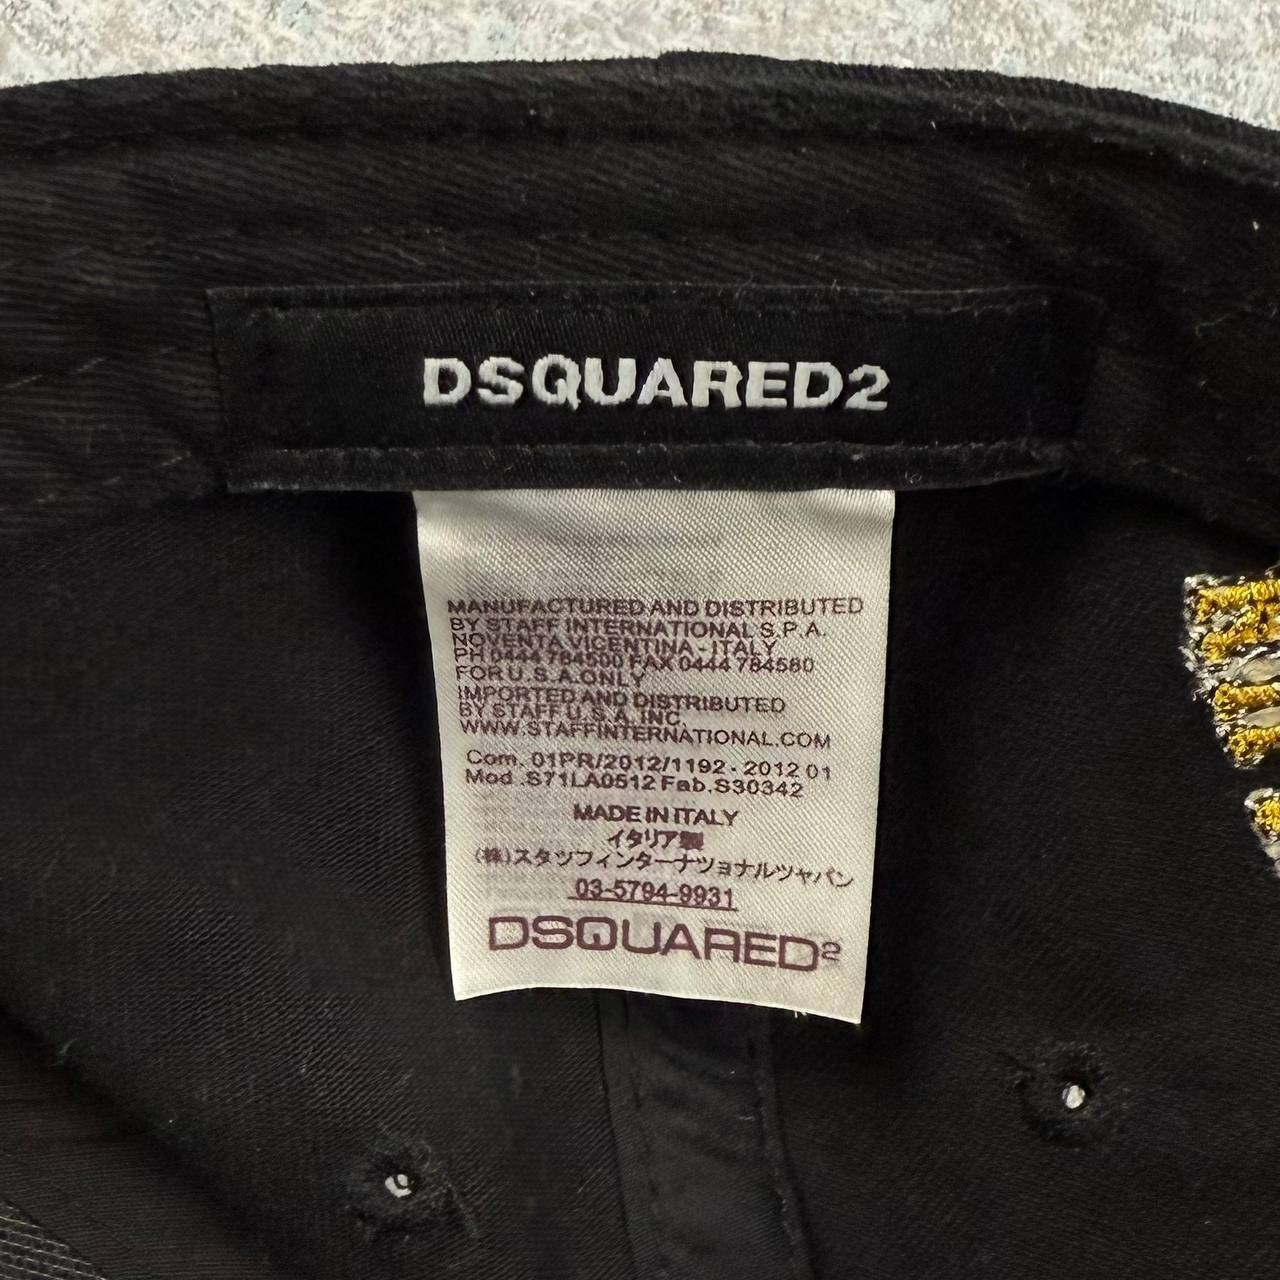 DSQUARED2
MANUFACTURED AND DISTRIBUTED
BY STAFF INTERNATIONAL S.P.A.
NOVENTA VICENTINA - ITALY
PH 0444 784500 FAX 0444 784580
FOR U.S.A. ONLY
IMPORTED AND DISTRIBUTED
BY STAFF U.S.A. INC.
WWW.STAFFINTERNATIONAL.COM
Com. 01PR/2012/1192 - 2012 01
Mod .S71LA0512 Fab.S30342
MADE IN ITALY
イタリア製
(株)スタッフィンターナツョナルツャパン
03-5794-9931
DSQUARED2